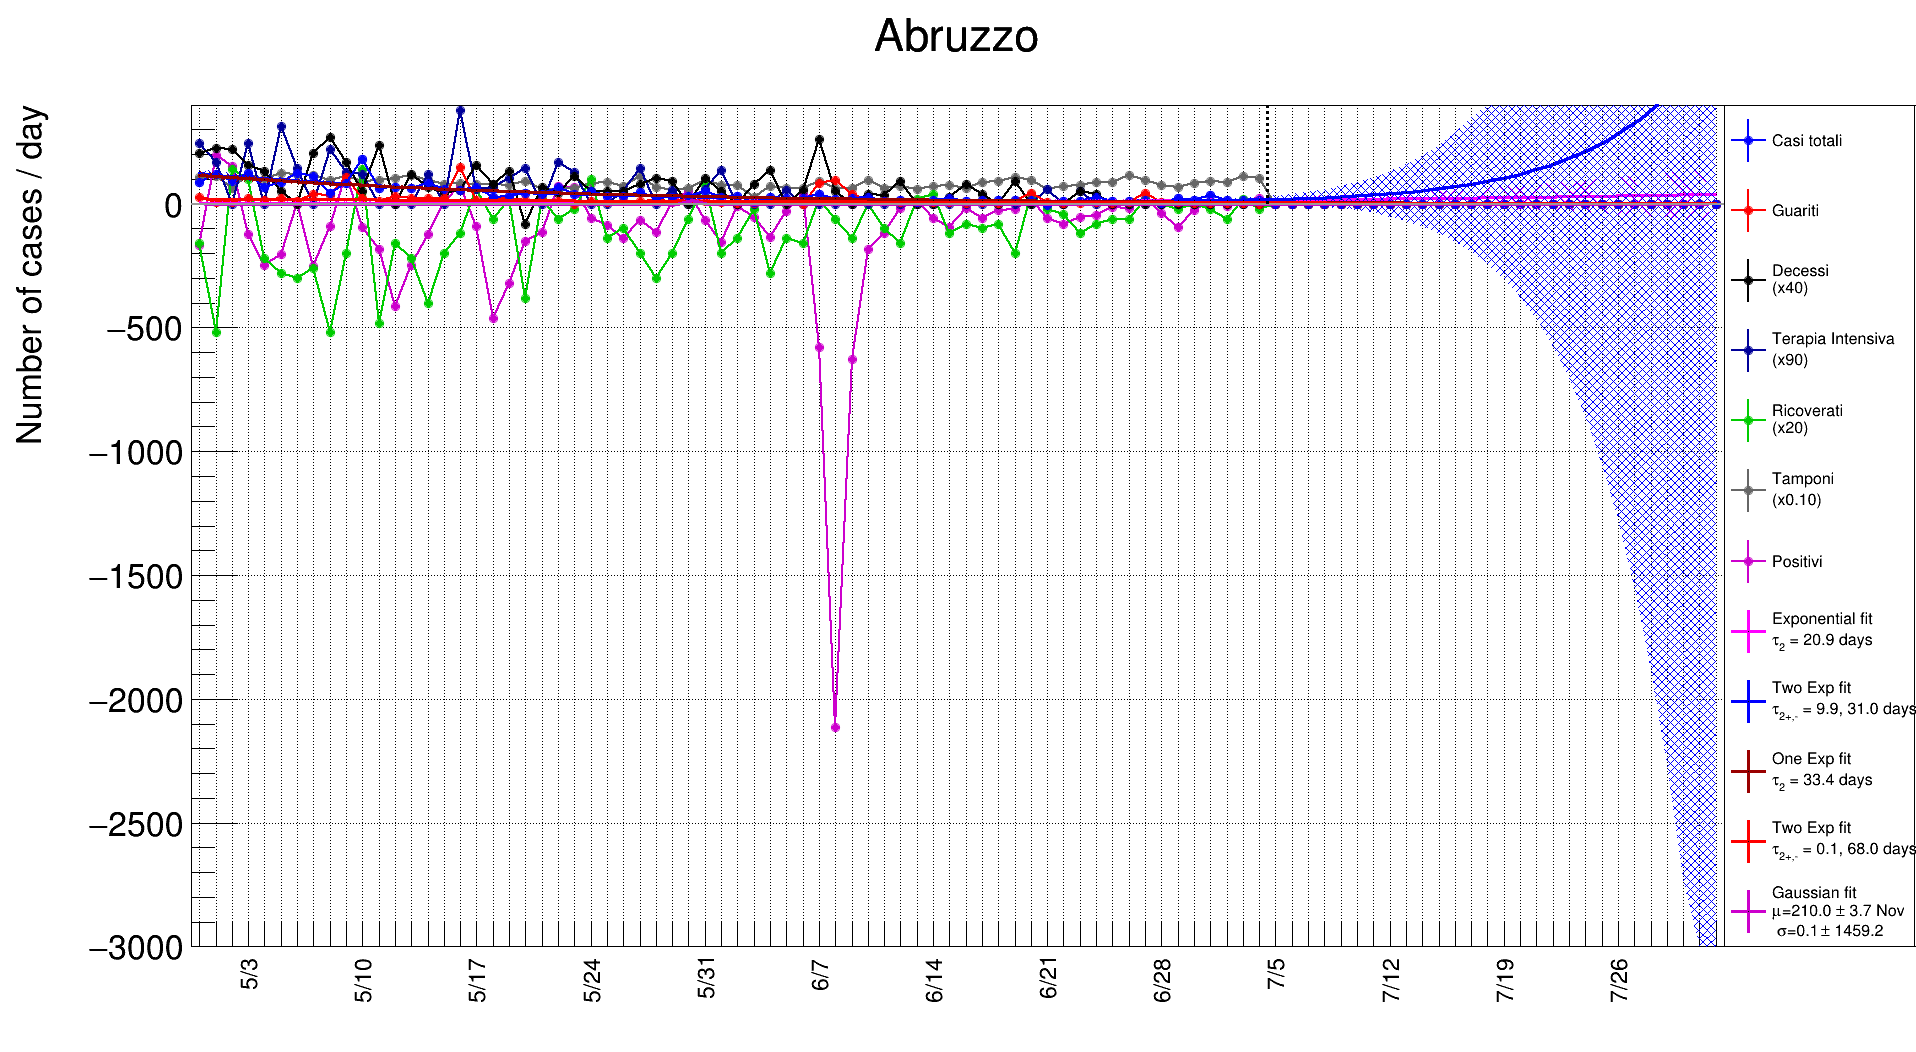 Abruzzo
Number of cases / day
0
−500
−1000
−1500
−2000
−2500
−3000
5/3
5/10
5/17
5/24
5/31
6/7
6/14
6/21
6/28
7/5
7/12
7/19
7/26
Casi totali
Guariti
Decessi
(x40)
Terapia Intensiva
(x90)
Ricoverati
(x20)
Tamponi
(x0.10)
Positivi
Exponential fit
τ2 = 20.9 days
Two Exp fit
τ2+,- = 9.9, 31.0 days
One Exp fit
τ2 = 33.4 days
Two Exp fit
τ2+,- = 0.1, 68.0 days
Gaussian fit
μ=210.0 ± 3.7 Nov
σ=0.1± 1459.2